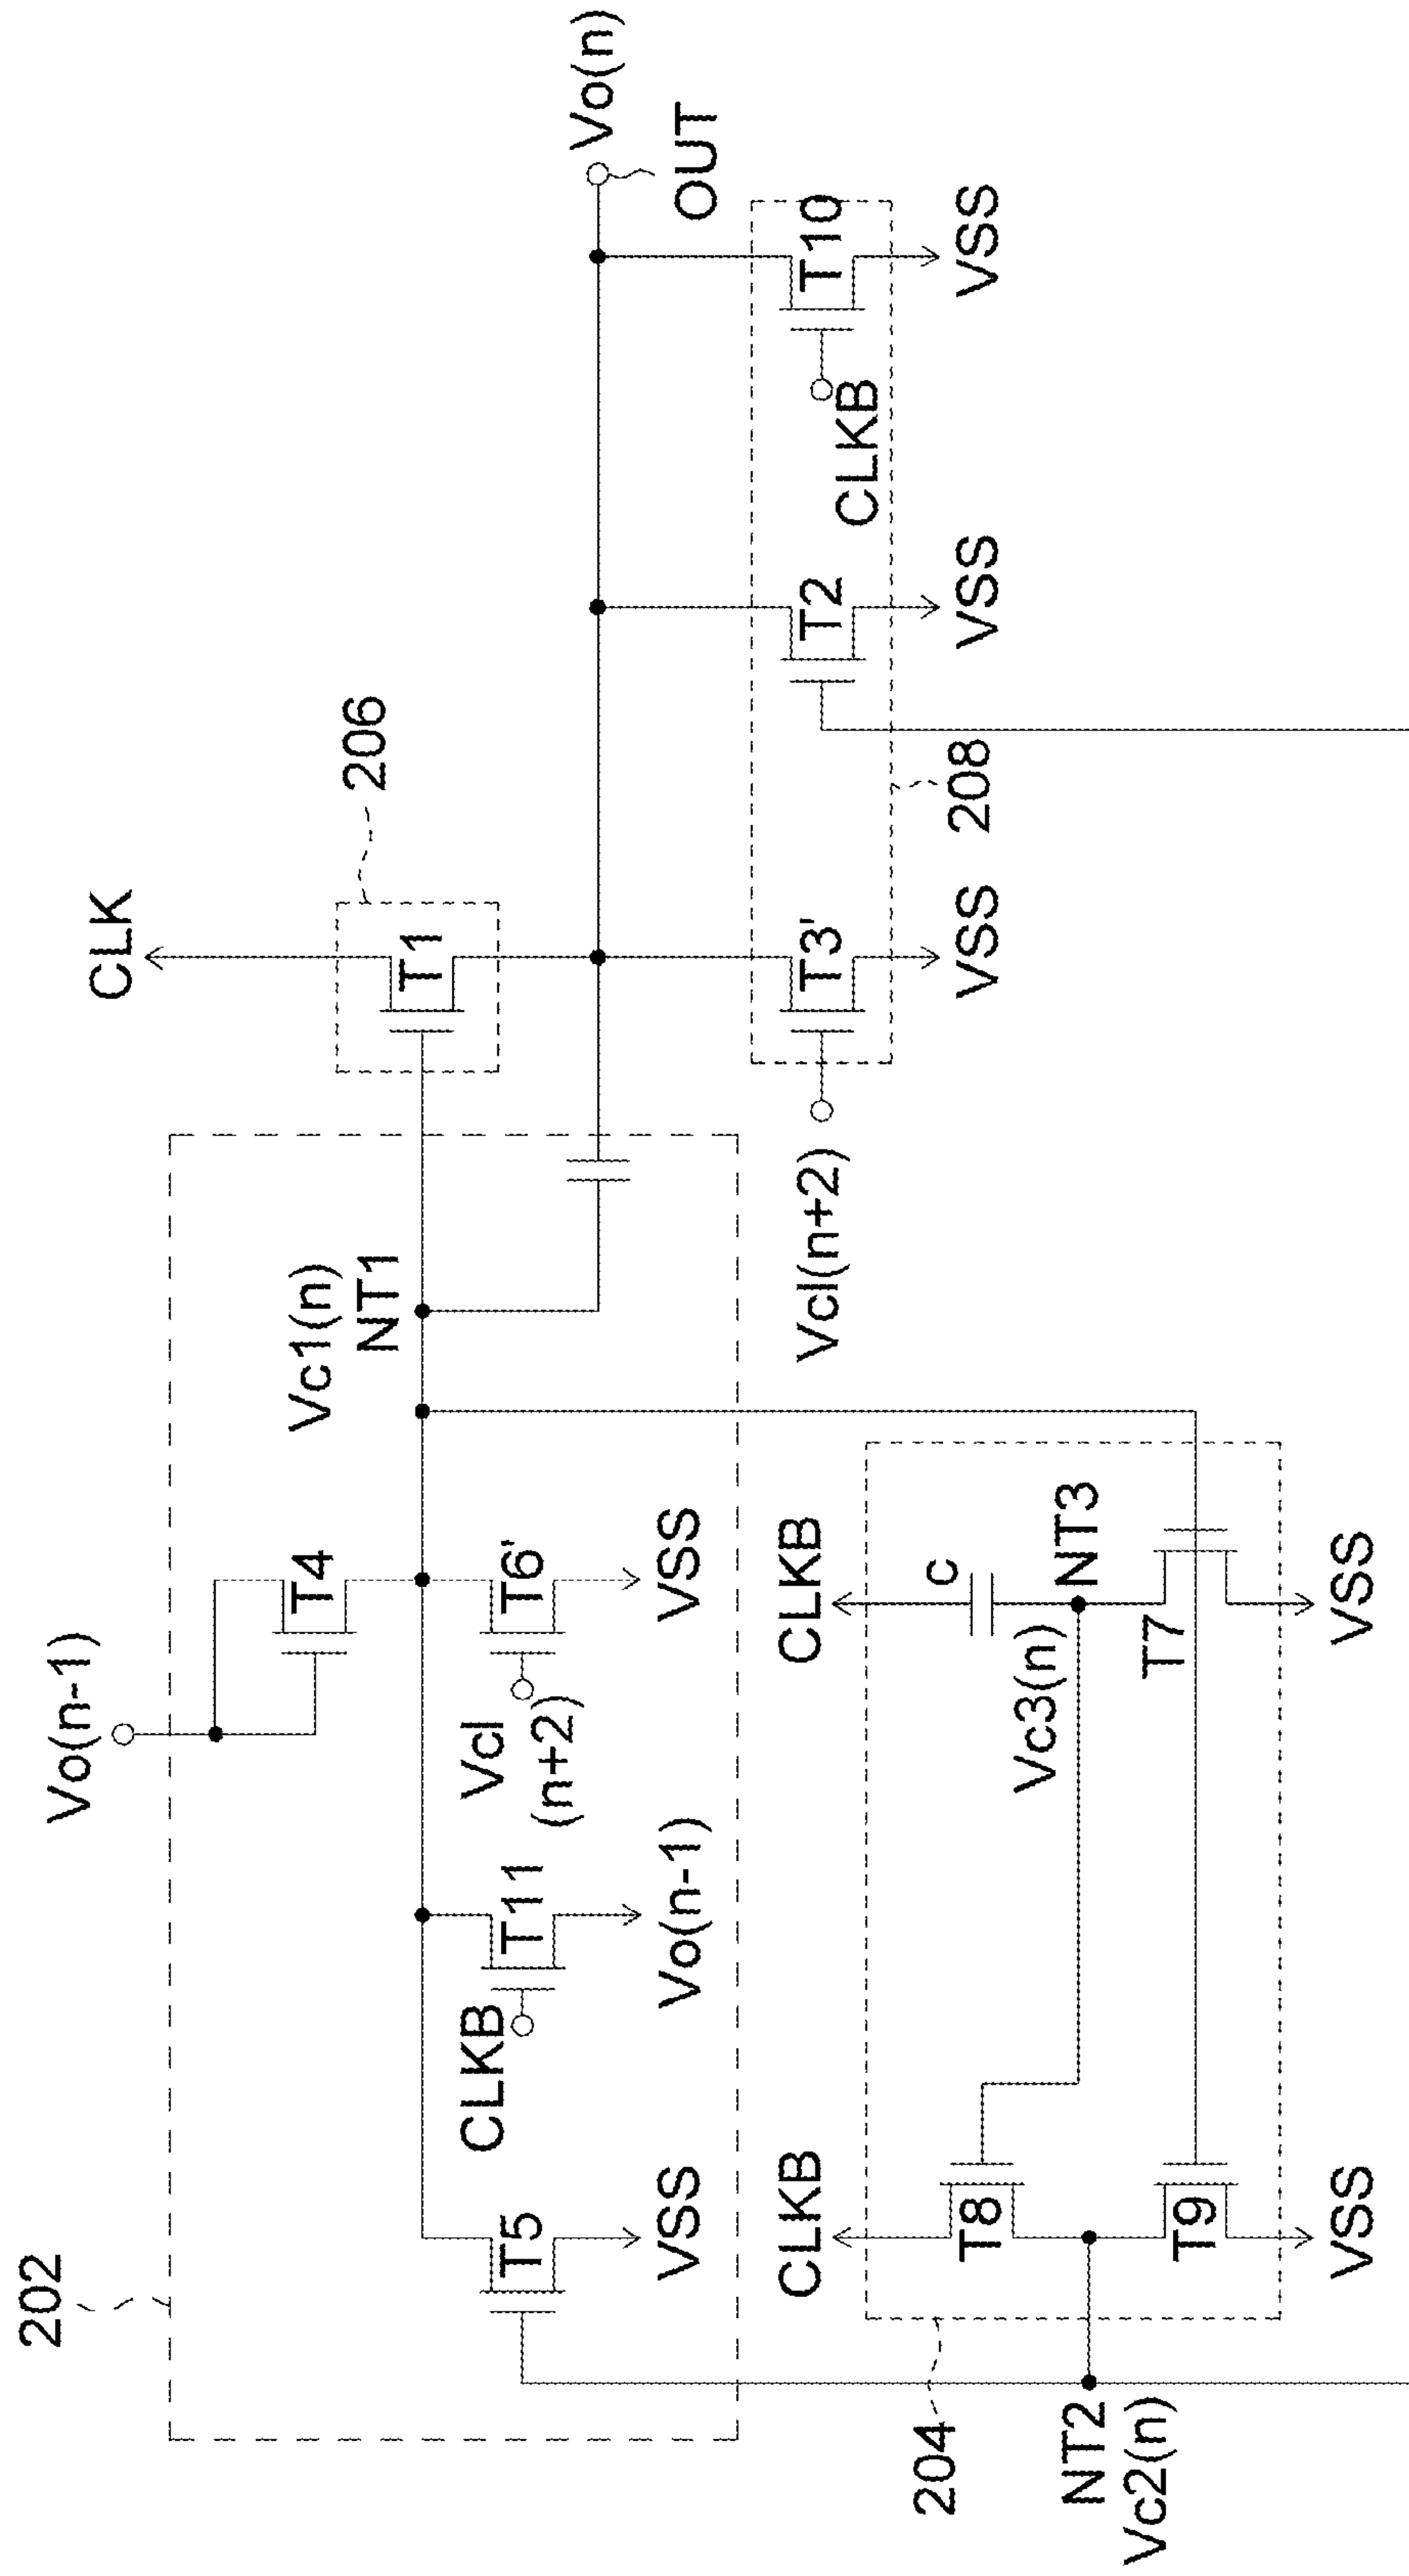 202
Vo(n-1)
T4
Vc1(n)
NT1
CLK
206
T1
Vo(n)
OUT
T5
VSS
CLKB
T11
Vo(n-1)
Vcl
(n+2)
T6'
VSS
Vcl(n+2)
T3'
VSS
208
T2
VSS
CLKB
T10
VSS
204
CLKB
T8
T9
VSS
NT2
Vc2(n)
CLKB
c
Vc3(n)
NT3
T7
VSS